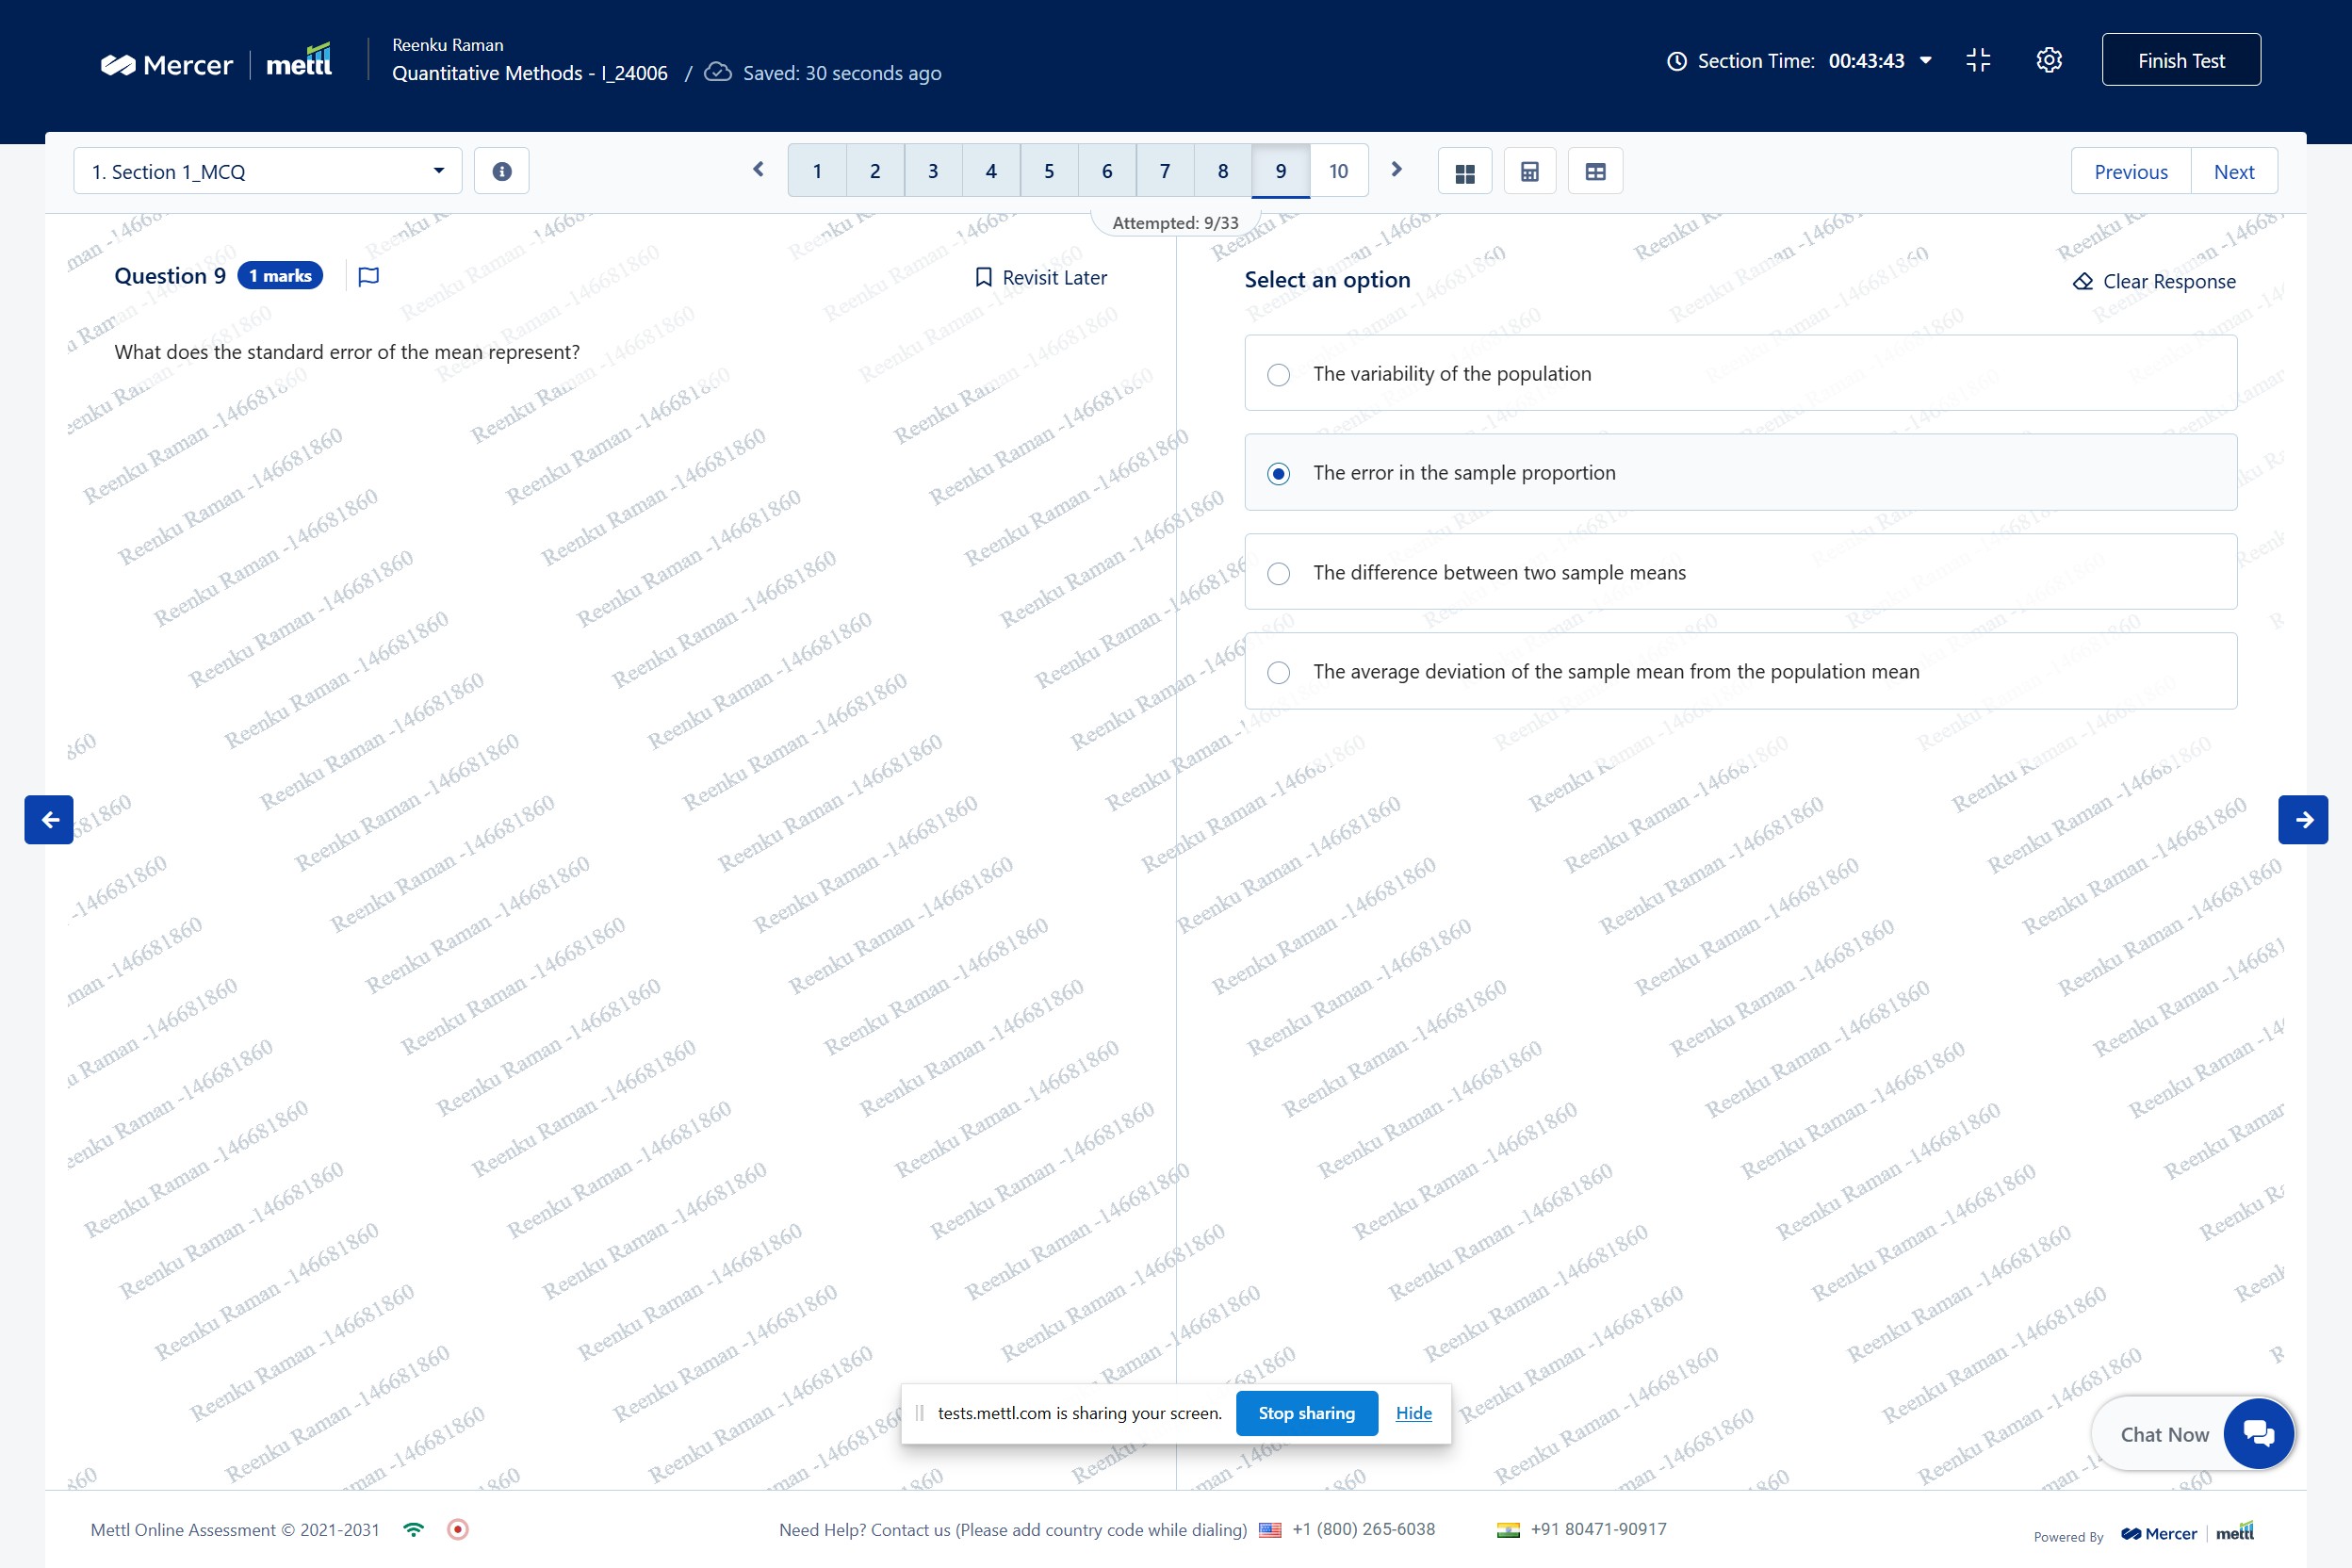 Mercer | mettl
Reenku Raman
Quantitative Methods - I_24006 / Saved: 30 seconds ago
Section Time: 00:43:43
Finish Test
1. Section 1_MCQ
1 2 3 4 5 6 7 8 9 10
Previous Next
Attempted: 9/33
Question 9 1 marks
Revisit Later
What does the standard error of the mean represent?
Select an option
Clear Response
The variability of the population
The error in the sample proportion
The difference between two sample means
The average deviation of the sample mean from the population mean
Reenku Raman -146681860
tests.mettl.com is sharing your screen. Stop sharing Hide
Chat Now
Mettl Online Assessment © 2021-2031
Need Help? Contact us (Please add country code while dialing) +1 (800) 265-6038 +91 80471-90917
Powered By Mercer | mettl